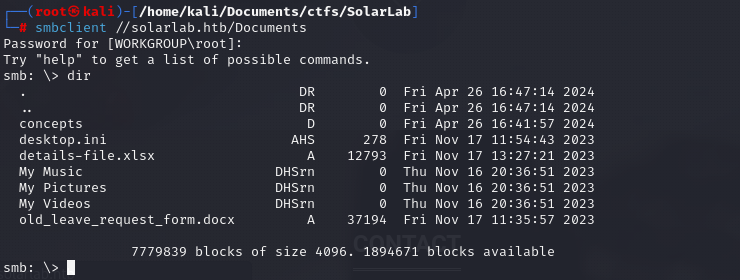 ┌──(root㉿kali)-[/home/kali/Documents/ctfs/SolarLab]
└─# smbclient //solarlab.htb/Documents
Password for [WORKGROUP\root]:
Try "help" to get a list of possible commands.
smb: \> dir
  .                                  DR        0  Fri Apr 26 16:47:14 2024
  ..                                 DR        0  Fri Apr 26 16:47:14 2024
  concepts                            D        0  Fri Apr 26 16:41:57 2024
  desktop.ini                       AHS      278  Fri Nov 17 11:54:43 2023
  details-file.xlsx                   A    12793  Fri Nov 17 13:27:21 2023
  My Music                        DHSrn        0  Thu Nov 16 20:36:51 2023
  My Pictures                     DHSrn        0  Thu Nov 16 20:36:51 2023
  My Videos                       DHSrn        0  Thu Nov 16 20:36:51 2023
  old_leave_request_form.docx         A    37194  Fri Nov 17 11:35:57 2023
CONTACT
                7779839 blocks of size 4096. 1894671 blocks available
smb: \>